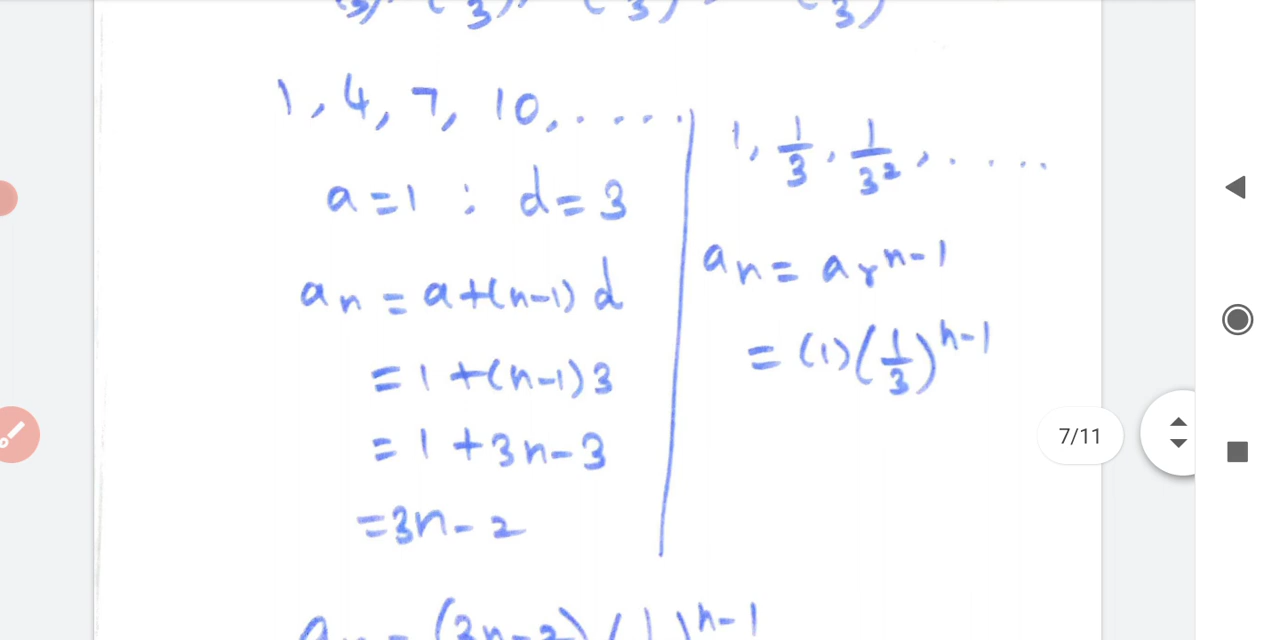 1, 4, 7, 10, .....
a = 1 ; d = 3
aₙ = a+(n-1) d
= 1 +(n-1) 3
= 1 + 3n - 3
= 3n - 2
1, 1/3, 1/3², .....
aₙ = a rⁿ⁻¹
= (1) (1/3)ⁿ⁻¹
7/11